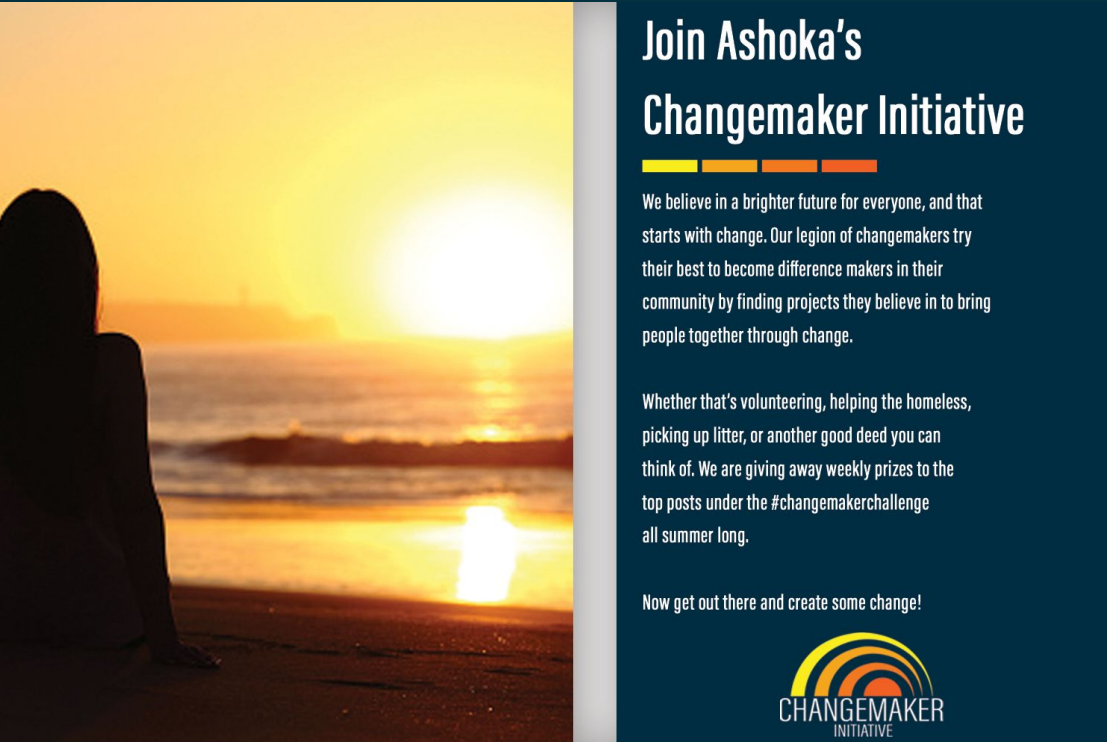 Join Ashoka's
Changemaker Initiative
We believe in a brighter future for everyone, and that
starts with change. Our legion of changemakers try
their best to become difference makers in their
community by finding projects they believe in to bring
people together through change.
Whether that's volunteering, helping the homeless,
picking up litter, or another good deed you can
think of. We are giving away weekly prizes to the
top posts under the #changemakerchallenge
all summer long.
Now get out there and create some change!
CHANGEMAKER
INITIATIVE